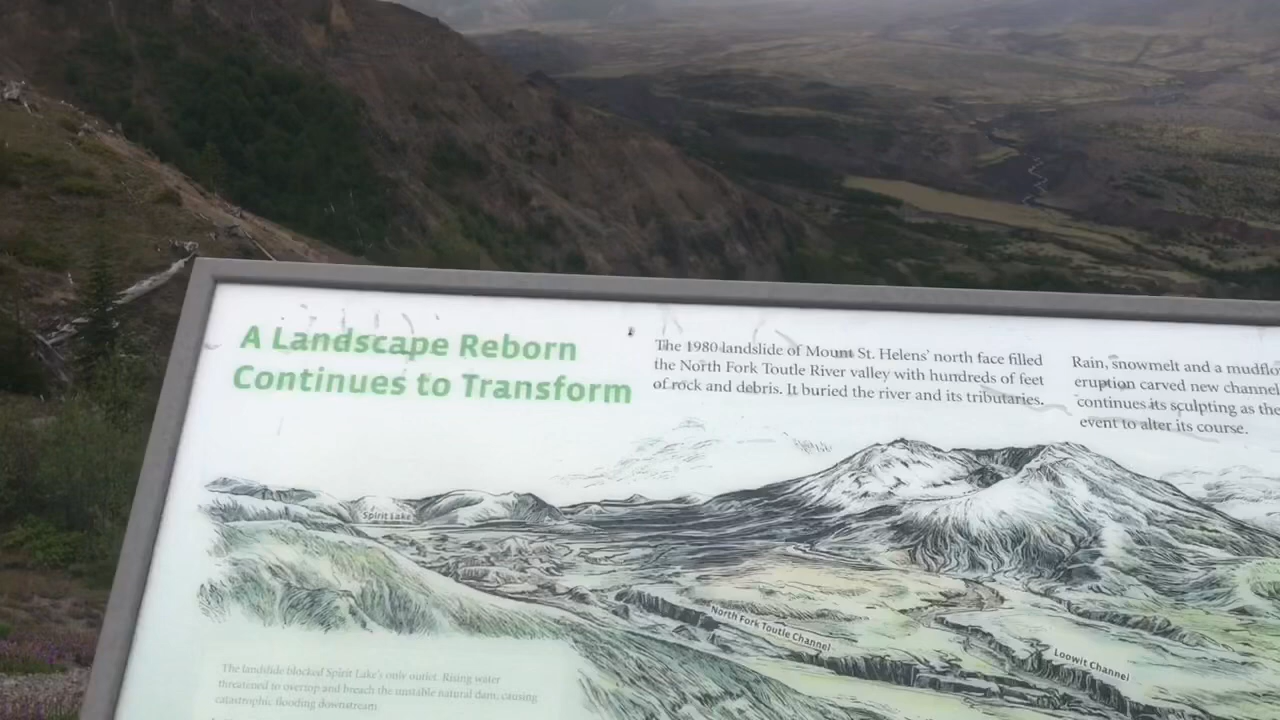 A Landscape Reborn
Continues to Transform
The 1980 landslide of Mount St. Helens' north face filled
the North Fork Toutle River valley with hundreds of feet
of rock and debris. It buried the river and its tributaries.
Rain, snowmelt and a mudflo
eruption carved new channel
continues its sculpting as the
event to alter its course.
Spirit Lake
North Fork Toutle Channel
Loowit Channel
The landslide blocked Spirit Lake's only outlet. Rising water
threatened to overtop and breach the unstable natural dam, causing
catastrophic flooding downstream.